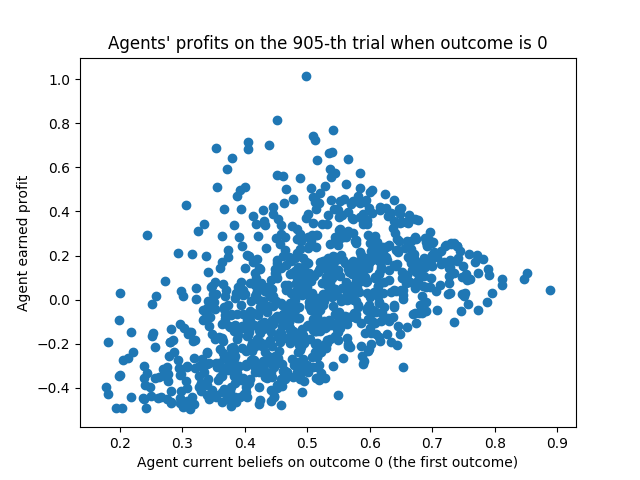 Agents' profits on the 905-th trial when outcome is 0
1.0
0.8
0.6
0.4
0.2
0.0
−0.2
−0.4
Agent earned profit
0.2 0.3 0.4 0.5 0.6 0.7 0.8 0.9
Agent current beliefs on outcome 0 (the first outcome)